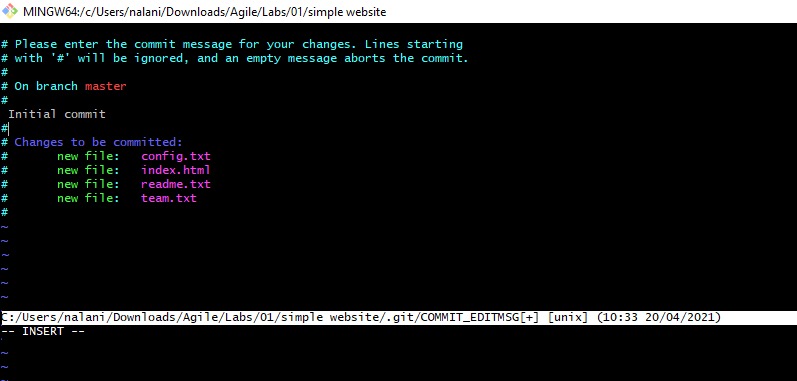 MINGW64:/c/Users/nalani/Downloads/Agile/Labs/01/simple website
# Please enter the commit message for your changes. Lines starting
# with '#' will be ignored, and an empty message aborts the commit.
#
# On branch master
#
 Initial commit
#
# Changes to be committed:
#       new file:   config.txt
#       new file:   index.html
#       new file:   readme.txt
#       new file:   team.txt
#
~
~
~
~
~
~
C:/Users/nalani/Downloads/Agile/Labs/01/simple website/.git/COMMIT_EDITMSG[+] [unix] (10:33 20/04/2021)
-- INSERT --
~
~
~